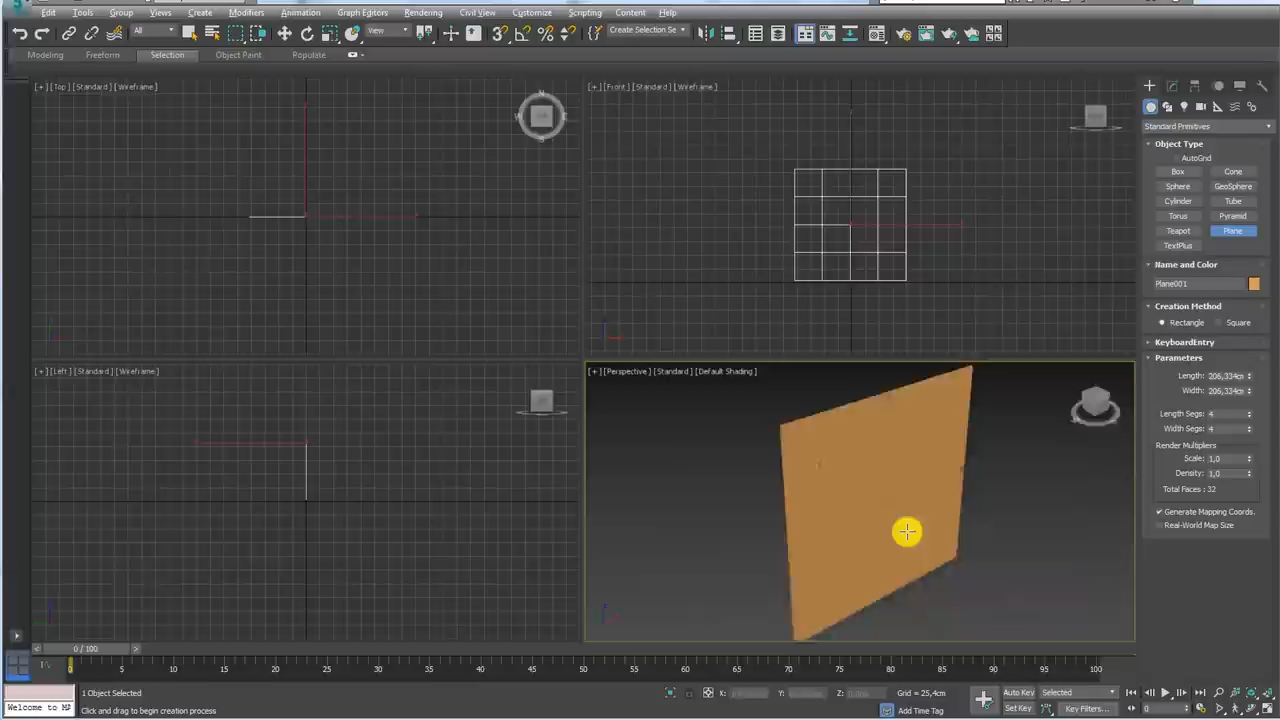 Edit Tools Group Views Create Modifiers Animation Graph Editors Rendering Civil View Customize Scripting Content Help
All View Create Selection Se
Modeling Freeform Selection Object Paint Populate
[ + ] [ Top ] [ Standard ] [ Wireframe ]
N
W
E
S
[ + ] [ Front ] [ Standard ] [ Wireframe ]
Standard Primitives
Object Type
AutoGrid
Box Cone
Sphere GeoSphere
Cylinder Tube
Torus Pyramid
Teapot Plane
TextPlus
Name and Color
Plane001
Creation Method
Rectangle Square
KeyboardEntry
Parameters
Length: 206,334cm
Width: 206,334cm
Length Segs: 4
Width Segs: 4
Render Multipliers
Scale: 1,0
Density: 1,0
Total Faces : 32
Generate Mapping Coords.
Real-World Map Size
[ + ] [ Left ] [ Standard ] [ Wireframe ]
[ + ] [ Perspective ] [ Standard ] [ Default Shading ]
< 0 / 100 >
0 5 10 15 20 25 30 35 40 45 50 55 60 65 70 75 80 85 90 95 100
1 Object Selected
X: Y: Z: Grid = 25,4cm
Auto Key Selected
Welcome to M
Click and drag to begin creation process
Add Time Tag
Set Key Key Filters...
0